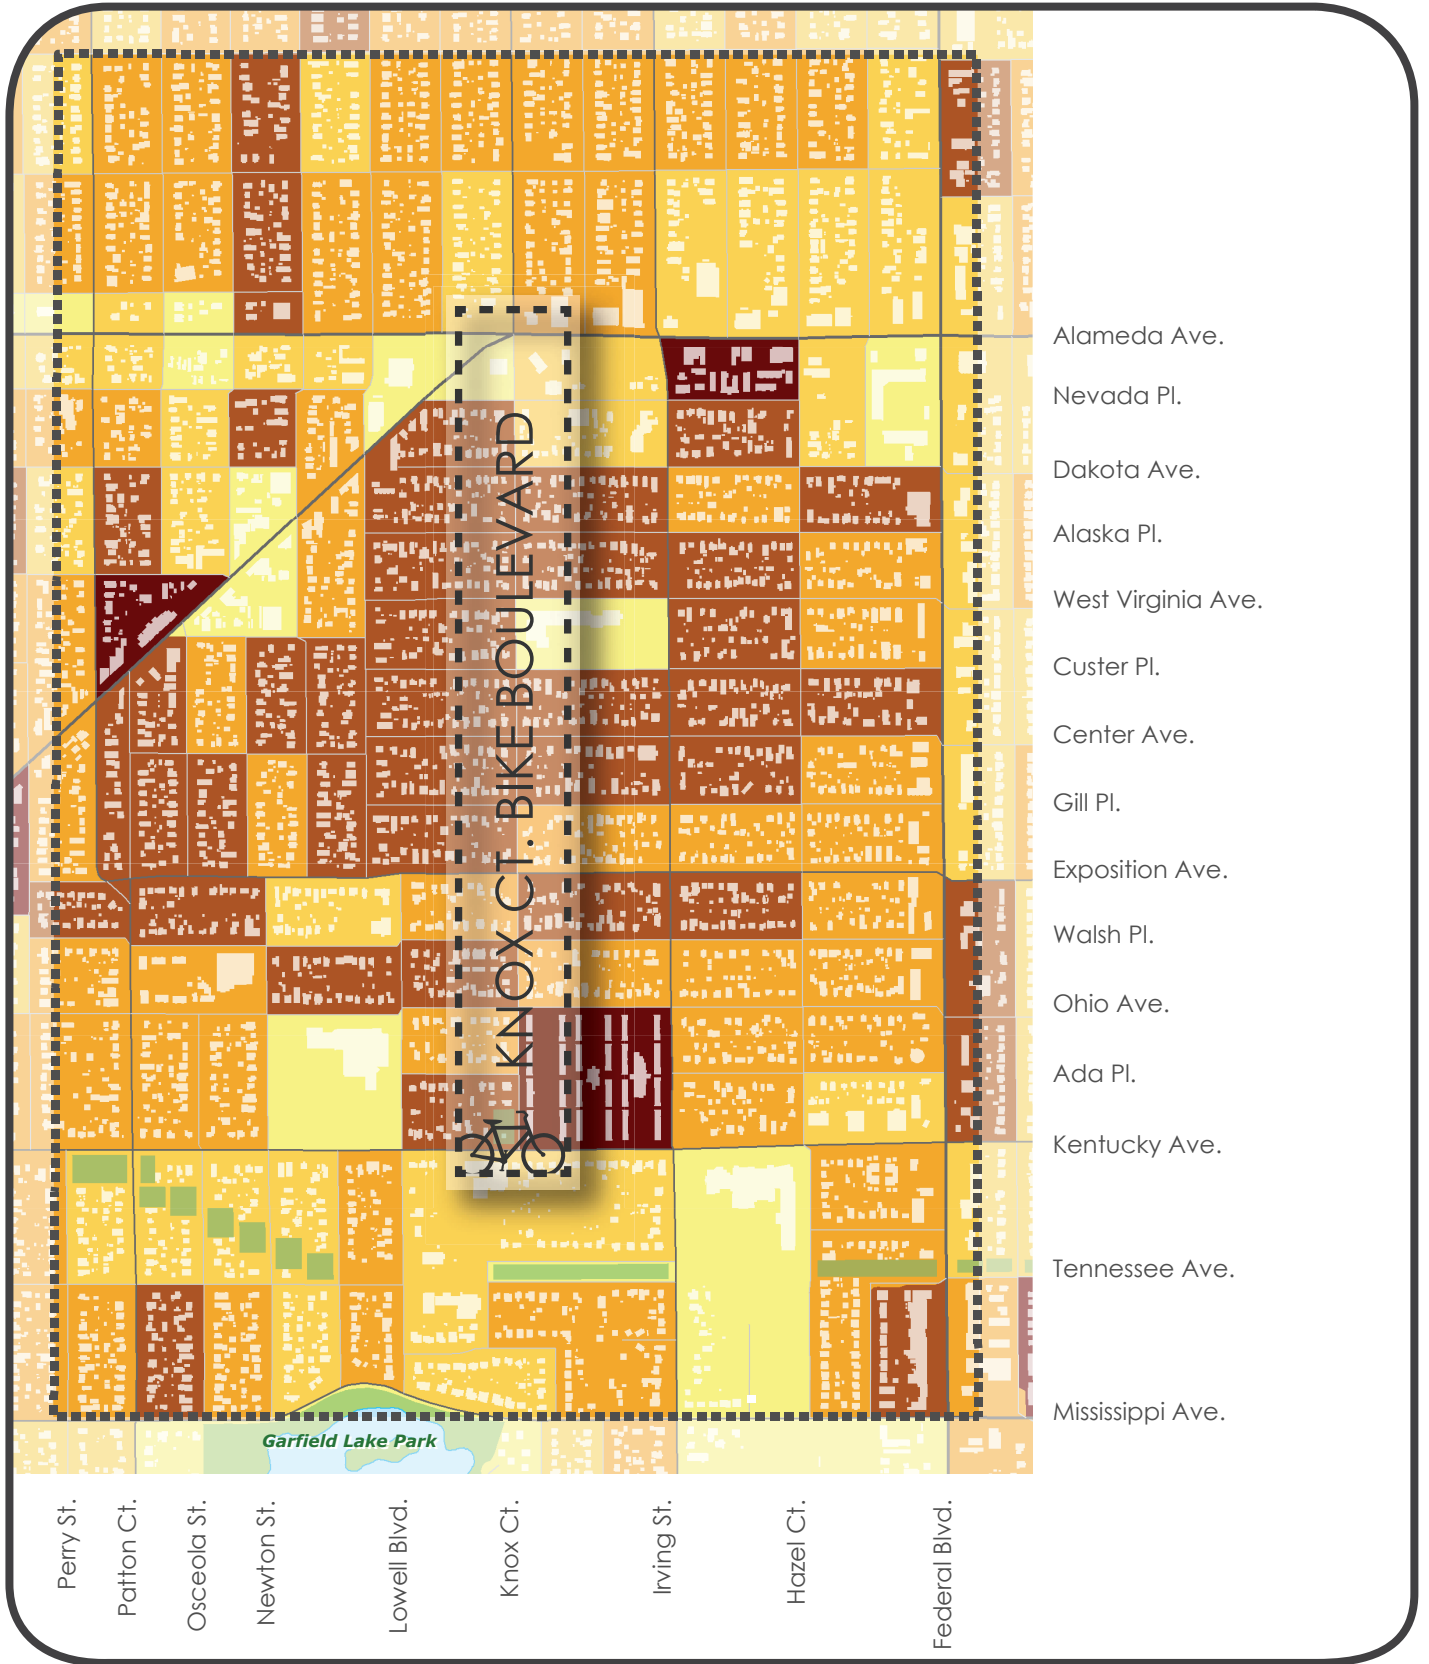 Alameda Ave.
Nevada Pl.
Dakota Ave.
Alaska Pl.
West Virginia Ave.
Custer Pl.
Center Ave.
Gill Pl.
Exposition Ave.
Walsh Pl.
Ohio Ave.
Ada Pl.
Kentucky Ave.
Tennessee Ave.
Mississippi Ave.
KNOX CT. BIKE BOULEVARD
Garfield Lake Park
Perry St.
Patton Ct.
Osceola St.
Newton St.
Lowell Blvd.
Knox Ct.
Irving St.
Hazel Ct.
Federal Blvd.